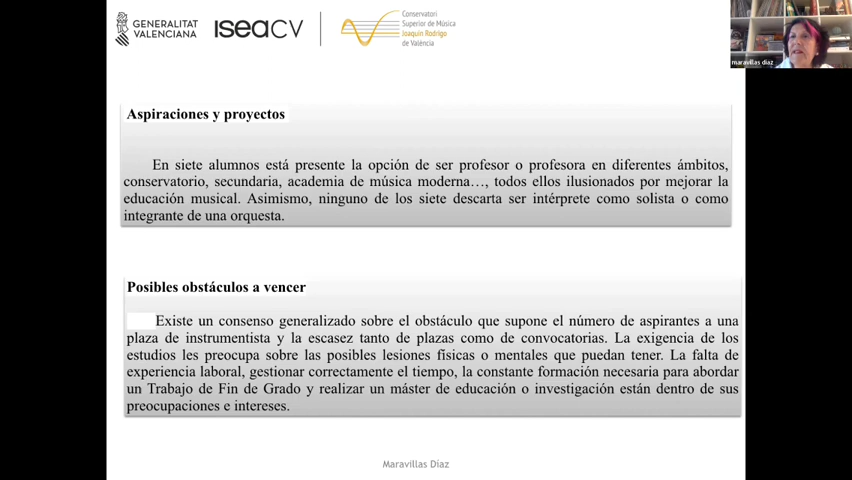 GENERALITAT
VALENCIANA
iseaCV
Conservatori
Superior de Música
Joaquín Rodrigo
de València
maravillas díaz
Aspiraciones y proyectos
En siete alumnos está presente la opción de ser profesor o profesora en diferentes ámbitos,
conservatorio, secundaria, academia de música moderna…, todos ellos ilusionados por mejorar la
educación musical. Asimismo, ninguno de los siete descarta ser intérprete como solista o como
integrante de una orquesta.
Posibles obstáculos a vencer
Existe un consenso generalizado sobre el obstáculo que supone el número de aspirantes a una
plaza de instrumentista y la escasez tanto de plazas como de convocatorias. La exigencia de los
estudios les preocupa sobre las posibles lesiones físicas o mentales que puedan tener. La falta de
experiencia laboral, gestionar correctamente el tiempo, la constante formación necesaria para abordar
un Trabajo de Fin de Grado y realizar un máster de educación o investigación están dentro de sus
preocupaciones e intereses.
Maravillas Díaz